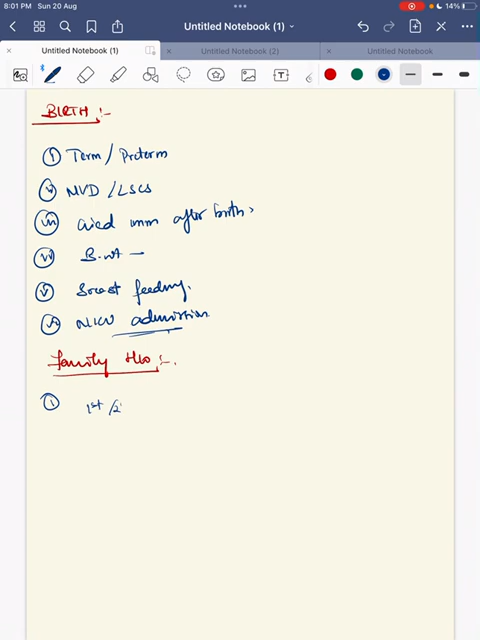 8:01 PM Sun 20 Aug 14%
Untitled Notebook (1)
Untitled Notebook (1) Untitled Notebook (2) Untitled Notebook
BIRTH :-
(i) Term / Preterm
(ii) NVD / LSCS
(iii) cried imm after birth
(iv) B.wt -
(v) Breast feeding.
(vi) NICU admission
Family H/o :-
(i) 1st /2